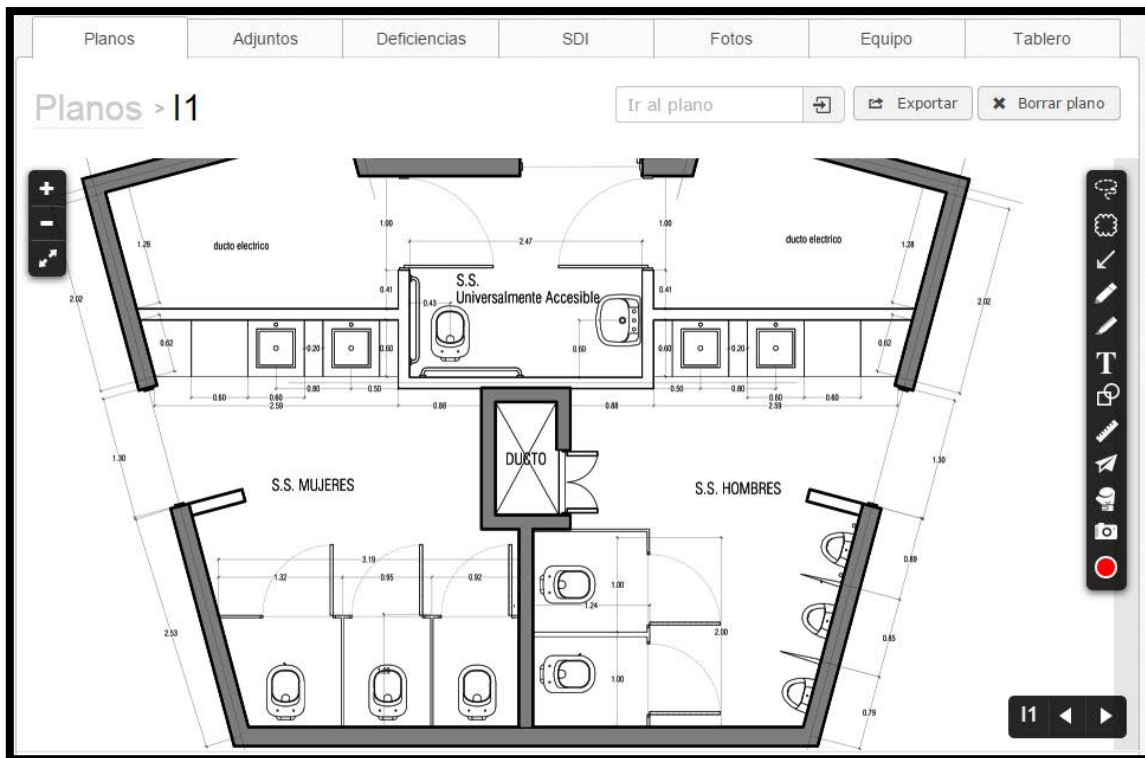 Planos
Adjuntos
Deficiencias
SDI
Fotos
Equipo
Tablero
Planos > I1
Ir al plano
Exportar
Borrar plano
1.00
1.00
1.28
ducto electrico
2.47
ducto electrico
1.28
2.02
0.41
0.43
S.S.
Universalmente Accesible
0.41
2.02
0.62
0.20
0.60
0.60
0.60
0.20
0.62
0.80
0.50
0.50
0.80
0.60
0.60
0.60
0.60
2.59
0.88
0.88
2.59
1.30
DUCTO
1.30
S.S. MUJERES
S.S. HOMBRES
3.19
1.32
0.95
0.92
1.00
0.89
1.24
2.53
2.00
0.85
1.00
0.79
T
I1